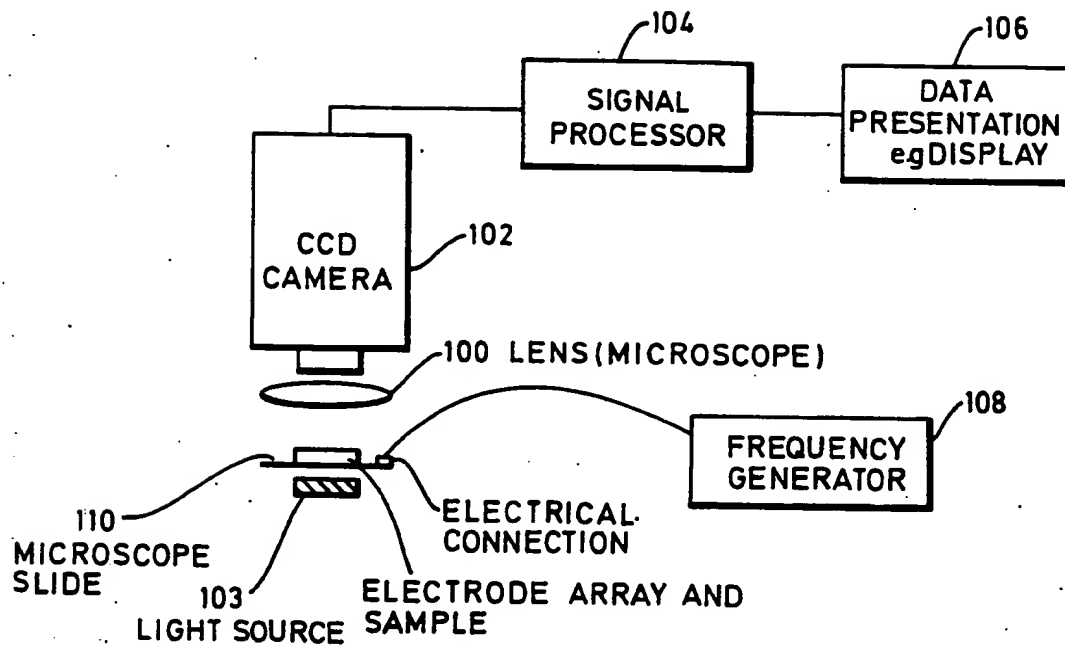 104
106
SIGNAL
PROCESSOR
DATA
PRESENTATION
e.g DISPLAY
CCD
CAMERA
102
100 LENS (MICROSCOPE)
108
FREQUENCY
GENERATOR
110
MICROSCOPE
SLIDE
ELECTRICAL
CONNECTION
103
LIGHT SOURCE
ELECTRODE ARRAY AND
SAMPLE